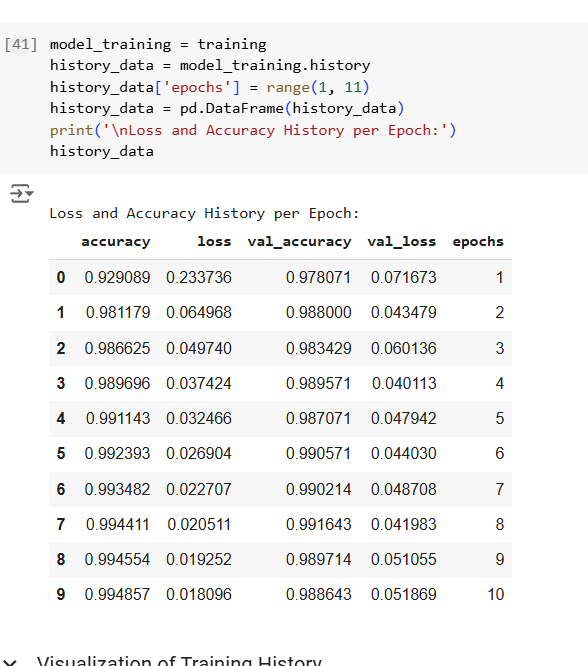 [41] model_training = training
history_data = model_training.history
history_data['epochs'] = range(1, 11)
history_data = pd.DataFrame(history_data)
print('\nLoss and Accuracy History per Epoch:')
history_data
Loss and Accuracy History per Epoch:
accuracy loss val_accuracy val_loss epochs
0 0.929089 0.233736 0.978071 0.071673 1
1 0.981179 0.064968 0.988000 0.043479 2
2 0.986625 0.049740 0.983429 0.060136 3
3 0.989696 0.037424 0.989571 0.040113 4
4 0.991143 0.032466 0.987071 0.047942 5
5 0.992393 0.026904 0.990571 0.044030 6
6 0.993482 0.022707 0.990214 0.048708 7
7 0.994411 0.020511 0.991643 0.041983 8
8 0.994554 0.019252 0.989714 0.051055 9
9 0.994857 0.018096 0.988643 0.051869 10
Visualization of Training History